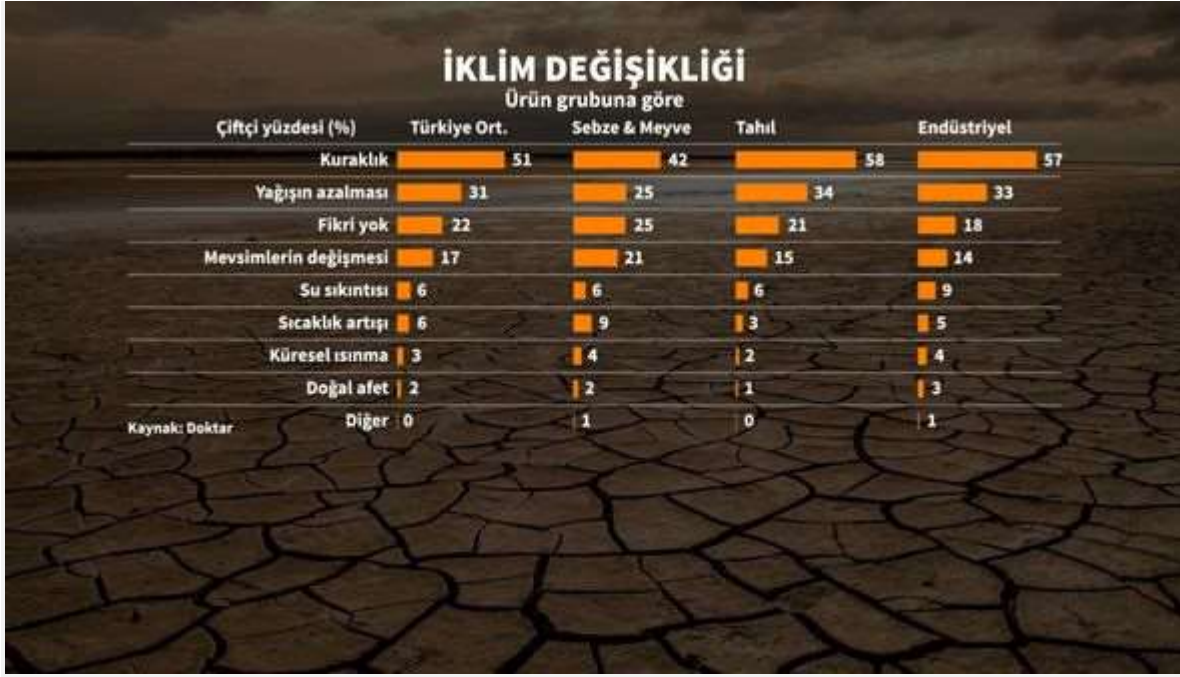 İKLİM DEĞİŞİKLİĞİ
Ürün grubuna göre
Çiftçi yüzdesi (%) Türkiye Ort. Sebze & Meyve Tahıl Endüstriyel
Kuraklık 51 42 58 57
Yağışın azalması 31 25 34 33
Fikri yok 22 25 21 18
Mevsimlerin değişmesi 17 21 15 14
Su sıkıntısı 6 6 6 9
Sıcaklık artışı 6 9 3 5
Küresel ısınma 3 4 2 4
Doğal afet 2 2 1 3
Diğer 0 1 0 1
Kaynak: Doktar